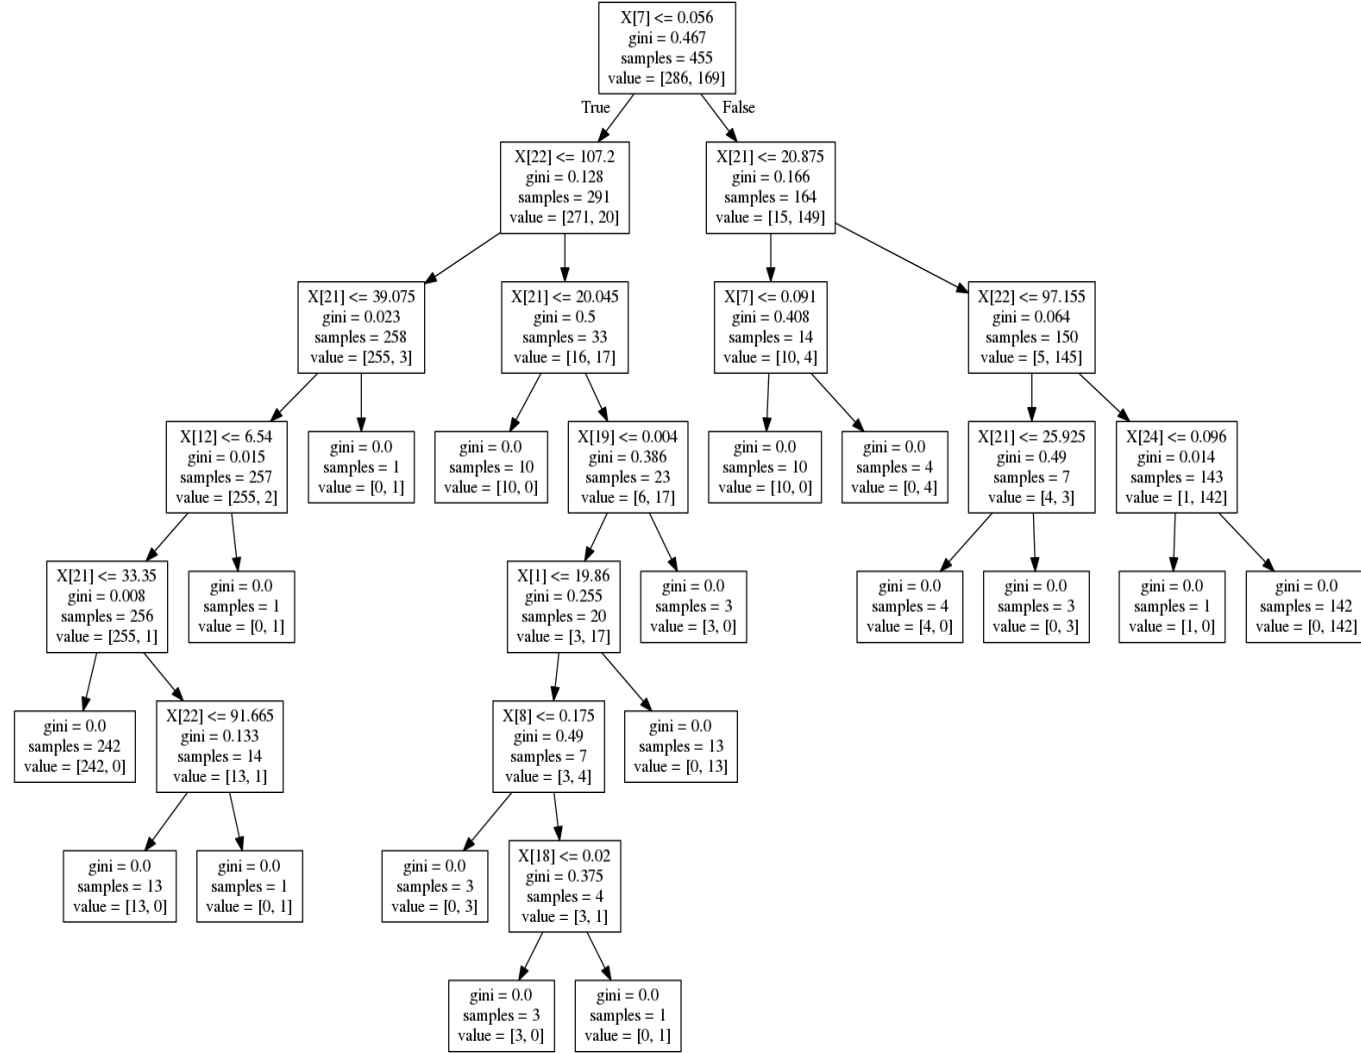 X[7] <= 0.056
gini = 0.467
samples = 455
value = [286, 169]
True
False
X[22] <= 107.2
gini = 0.128
samples = 291
value = [271, 20]
X[21] <= 20.875
gini = 0.166
samples = 164
value = [15, 149]
X[21] <= 39.075
gini = 0.023
samples = 258
value = [255, 3]
X[21] <= 20.045
gini = 0.5
samples = 33
value = [16, 17]
X[7] <= 0.091
gini = 0.408
samples = 14
value = [10, 4]
X[22] <= 97.155
gini = 0.064
samples = 150
value = [5, 145]
X[12] <= 6.54
gini = 0.015
samples = 257
value = [255, 2]
gini = 0.0
samples = 1
value = [0, 1]
gini = 0.0
samples = 10
value = [10, 0]
X[19] <= 0.004
gini = 0.386
samples = 23
value = [6, 17]
gini = 0.0
samples = 10
value = [10, 0]
gini = 0.0
samples = 4
value = [0, 4]
X[21] <= 25.925
gini = 0.49
samples = 7
value = [4, 3]
X[24] <= 0.096
gini = 0.014
samples = 143
value = [1, 142]
X[21] <= 33.35
gini = 0.008
samples = 256
value = [255, 1]
gini = 0.0
samples = 1
value = [0, 1]
X[1] <= 19.86
gini = 0.255
samples = 20
value = [3, 17]
gini = 0.0
samples = 3
value = [3, 0]
gini = 0.0
samples = 4
value = [4, 0]
gini = 0.0
samples = 3
value = [0, 3]
gini = 0.0
samples = 1
value = [1, 0]
gini = 0.0
samples = 142
value = [0, 142]
gini = 0.0
samples = 242
value = [242, 0]
X[22] <= 91.665
gini = 0.133
samples = 14
value = [13, 1]
X[8] <= 0.175
gini = 0.49
samples = 7
value = [3, 4]
gini = 0.0
samples = 13
value = [0, 13]
gini = 0.0
samples = 13
value = [13, 0]
gini = 0.0
samples = 1
value = [0, 1]
gini = 0.0
samples = 3
value = [0, 3]
X[18] <= 0.02
gini = 0.375
samples = 4
value = [3, 1]
gini = 0.0
samples = 3
value = [3, 0]
gini = 0.0
samples = 1
value = [0, 1]